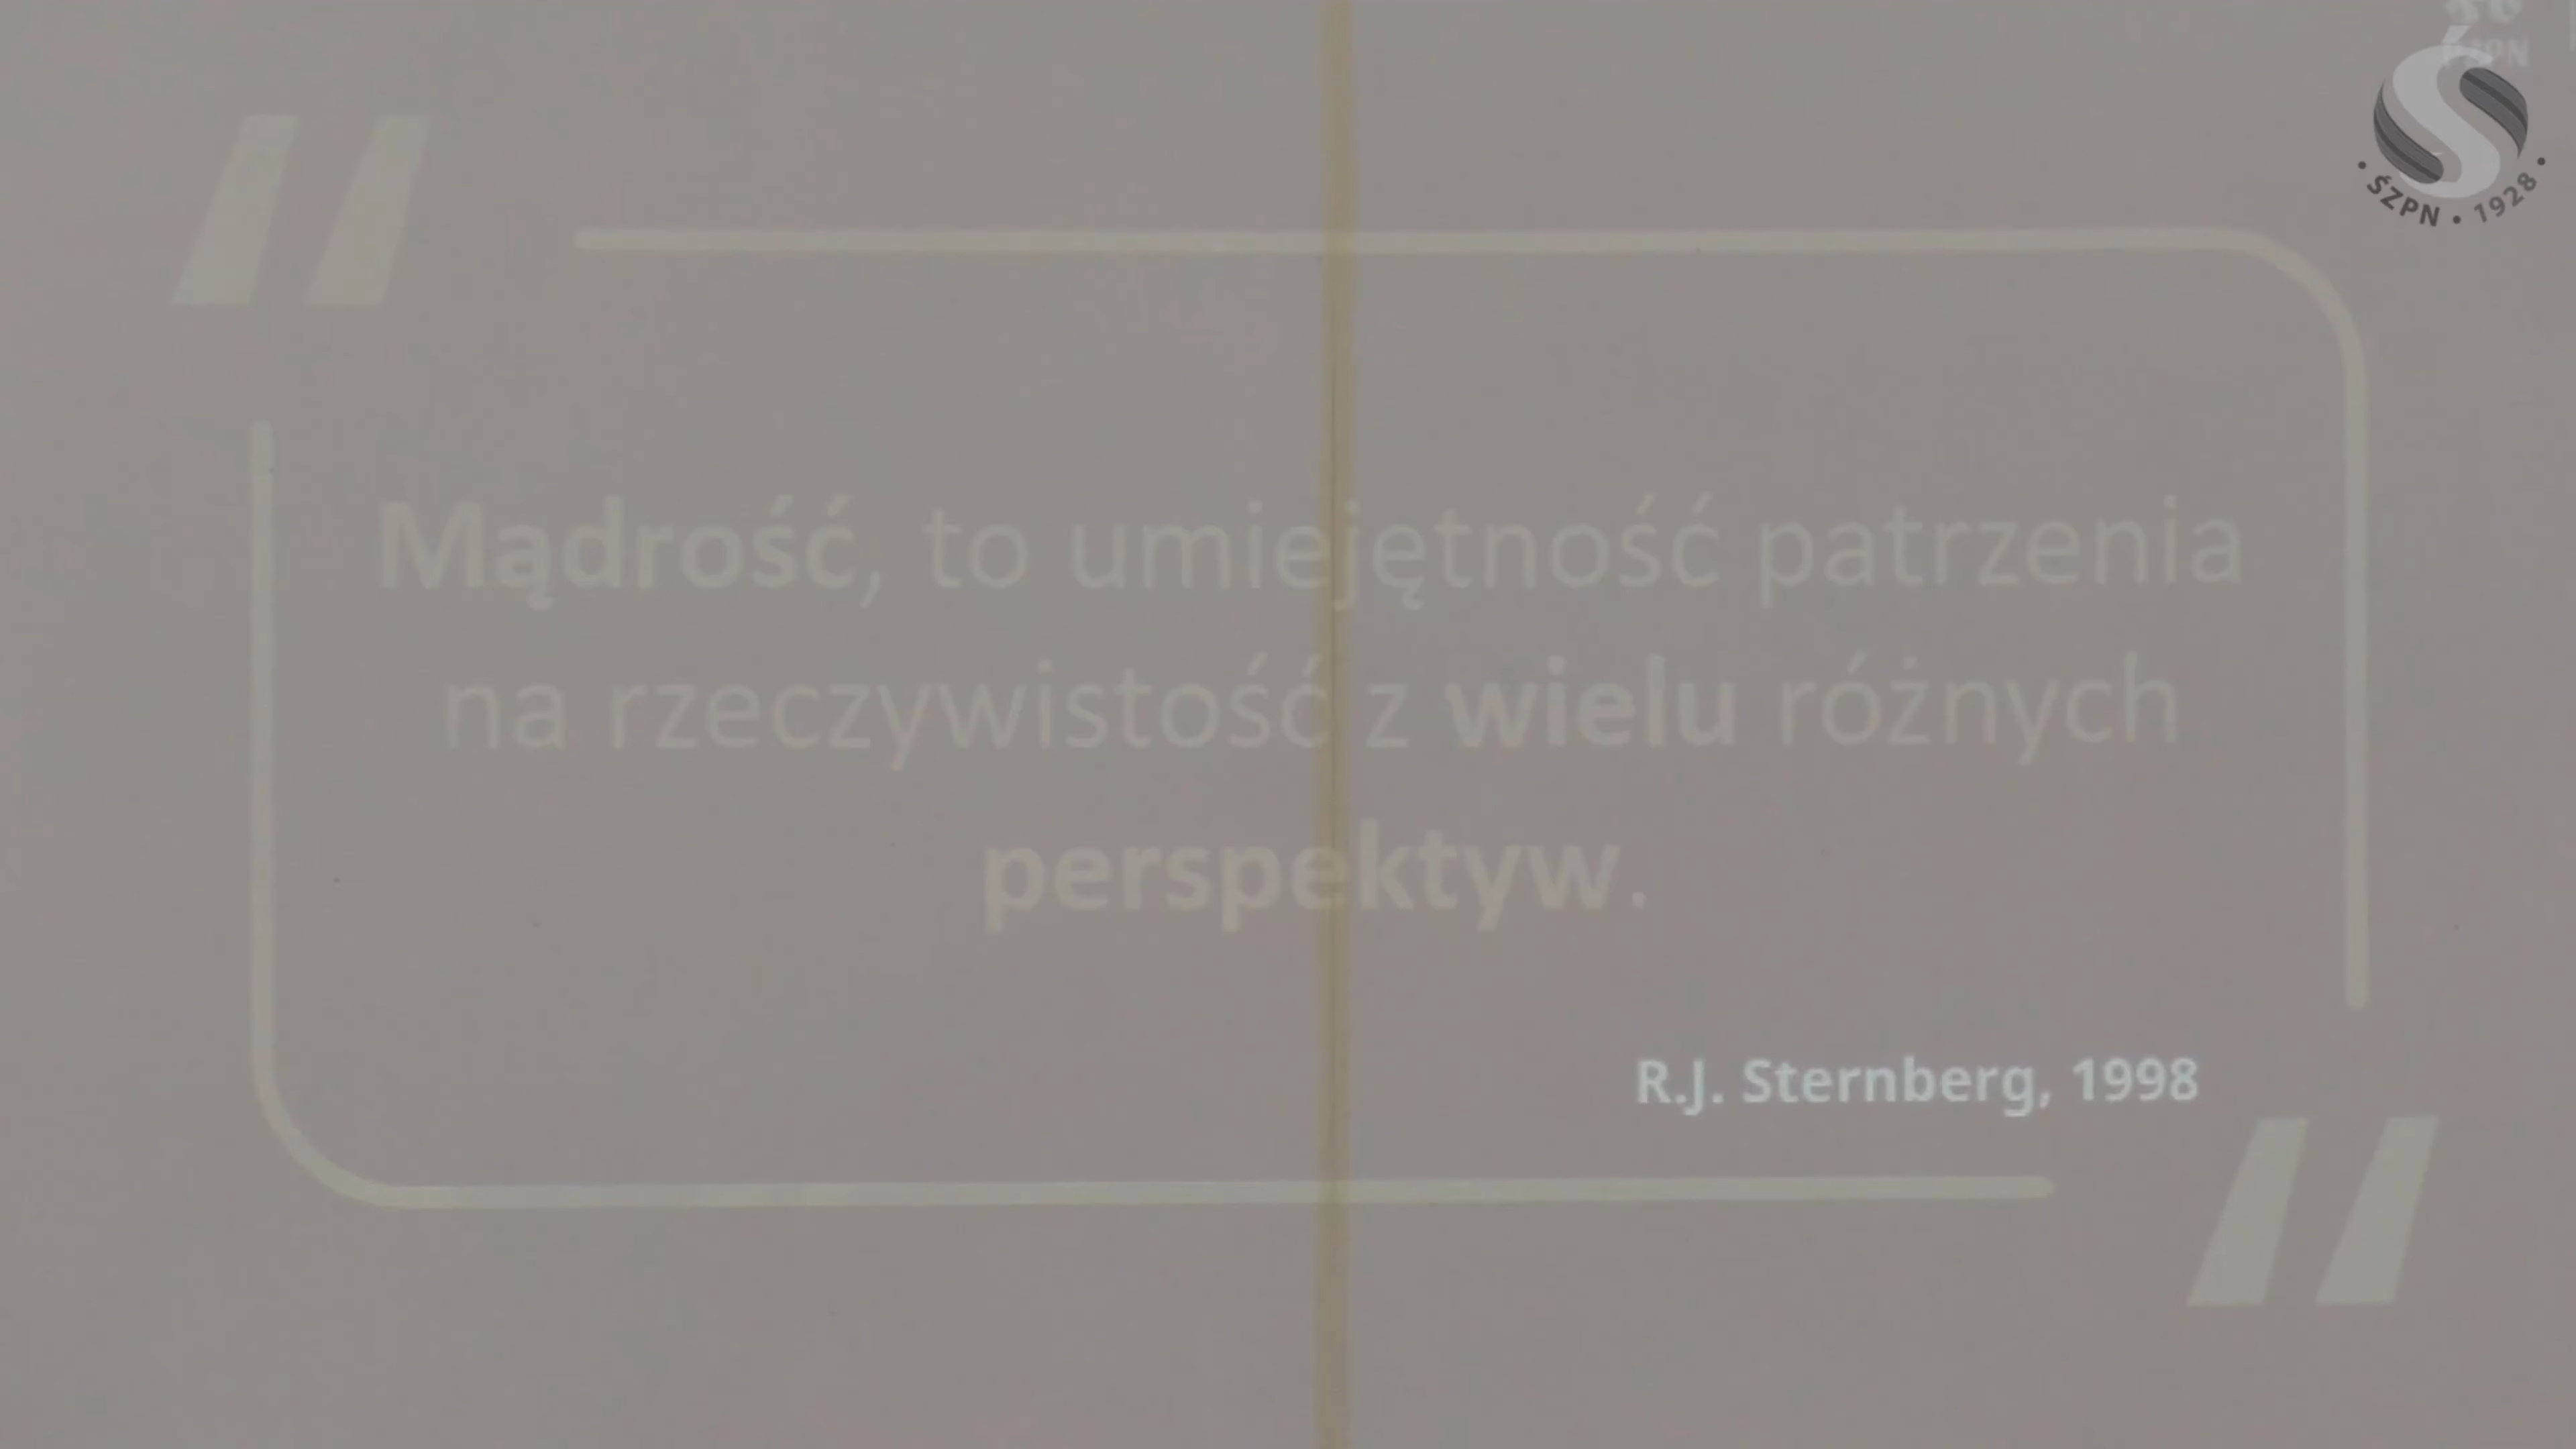 ŚZPN • 1928
Mądrość, to umiejętność patrzenia
na rzeczywistość z wielu różnych
perspektyw.
R.J. Sternberg, 1998